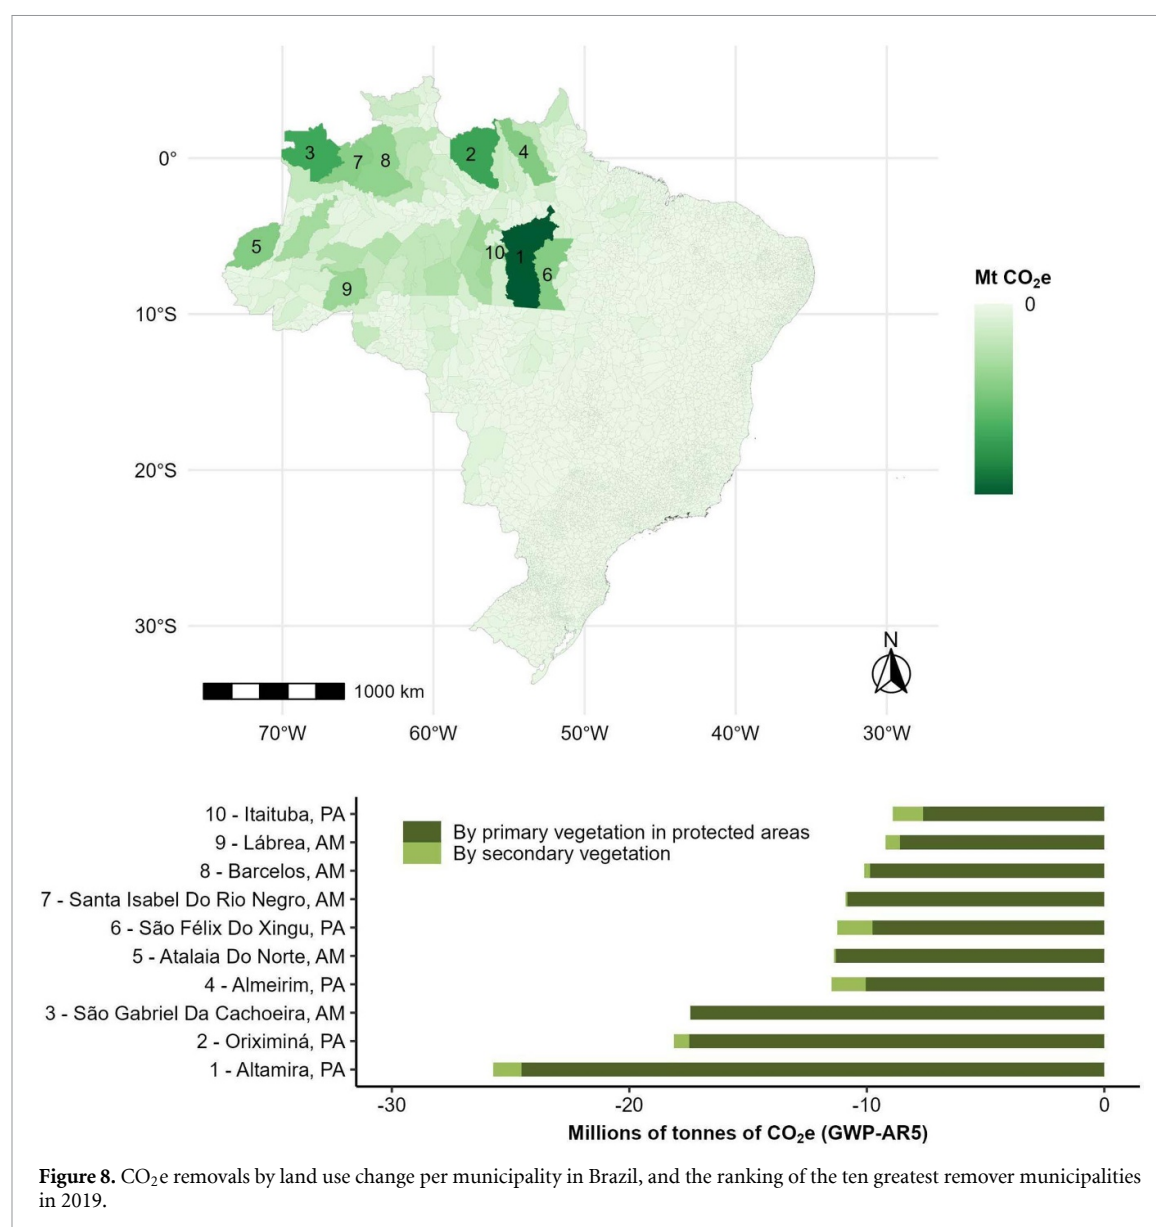 0°
10°S
20°S
30°S
3
7
8
2
4
5
9
10
1
6
Mt CO₂e
0
N
1000 km
70°W 60°W 50°W 40°W 30°W
10 - Itaituba, PA
9 - Lábrea, AM
8 - Barcelos, AM
7 - Santa Isabel Do Rio Negro, AM
6 - São Félix Do Xingu, PA
5 - Atalaia Do Norte, AM
4 - Almeirim, PA
3 - São Gabriel Da Cachoeira, AM
2 - Oriximiná, PA
1 - Altamira, PA
By primary vegetation in protected areas
By secondary vegetation
-30 -20 -10 0
Millions of tonnes of CO₂e (GWP-AR5)
Figure 8. CO₂e removals by land use change per municipality in Brazil, and the ranking of the ten greatest remover municipalities
in 2019.